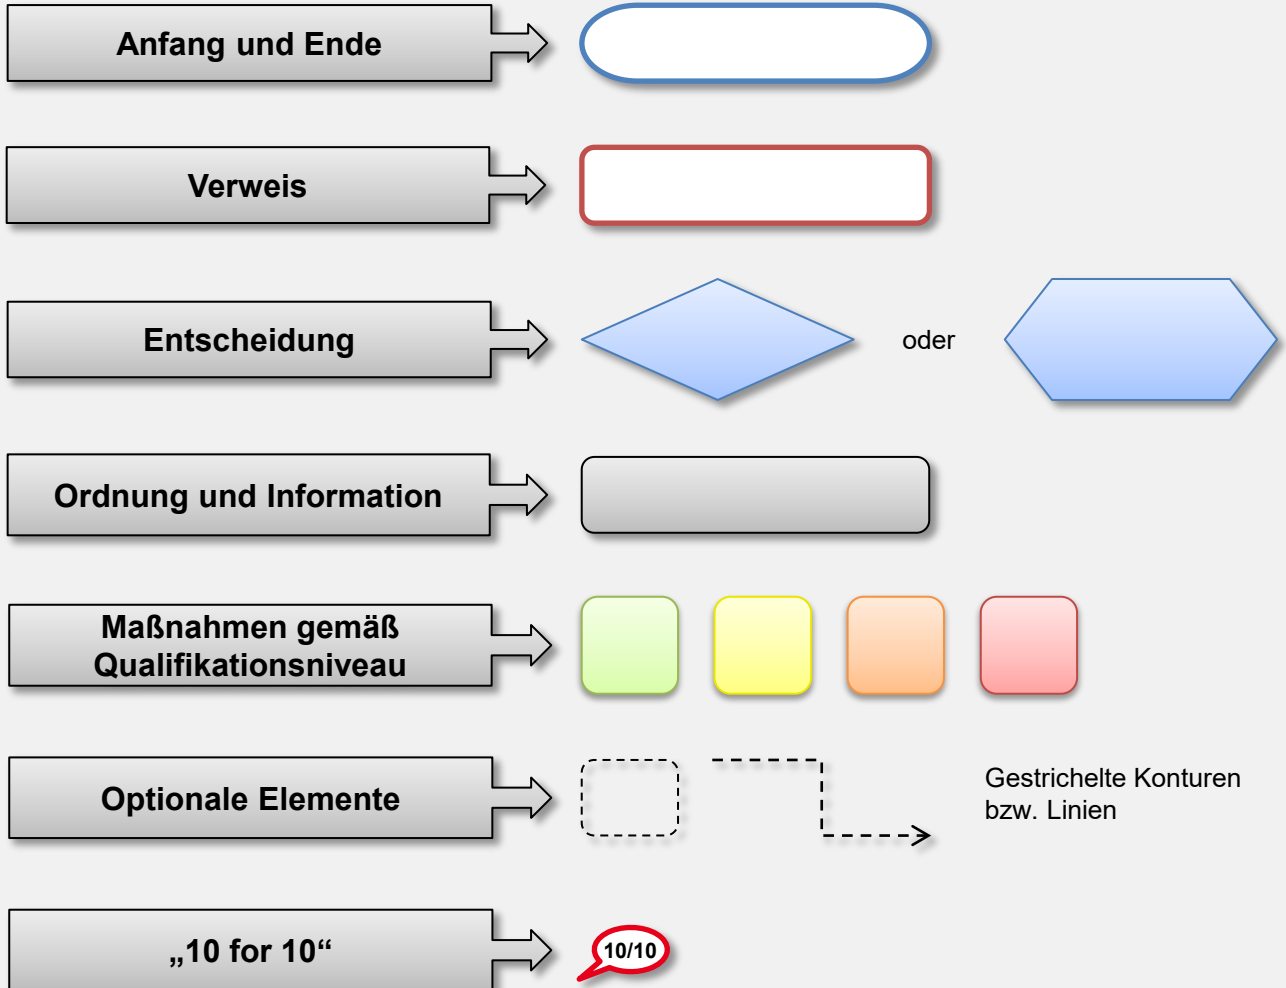 Anfang und Ende
Verweis
Entscheidung
oder
Ordnung und Information
Maßnahmen gemäß
Qualifikationsniveau
Optionale Elemente
Gestrichelte Konturen
bzw. Linien
„10 for 10“
10/10